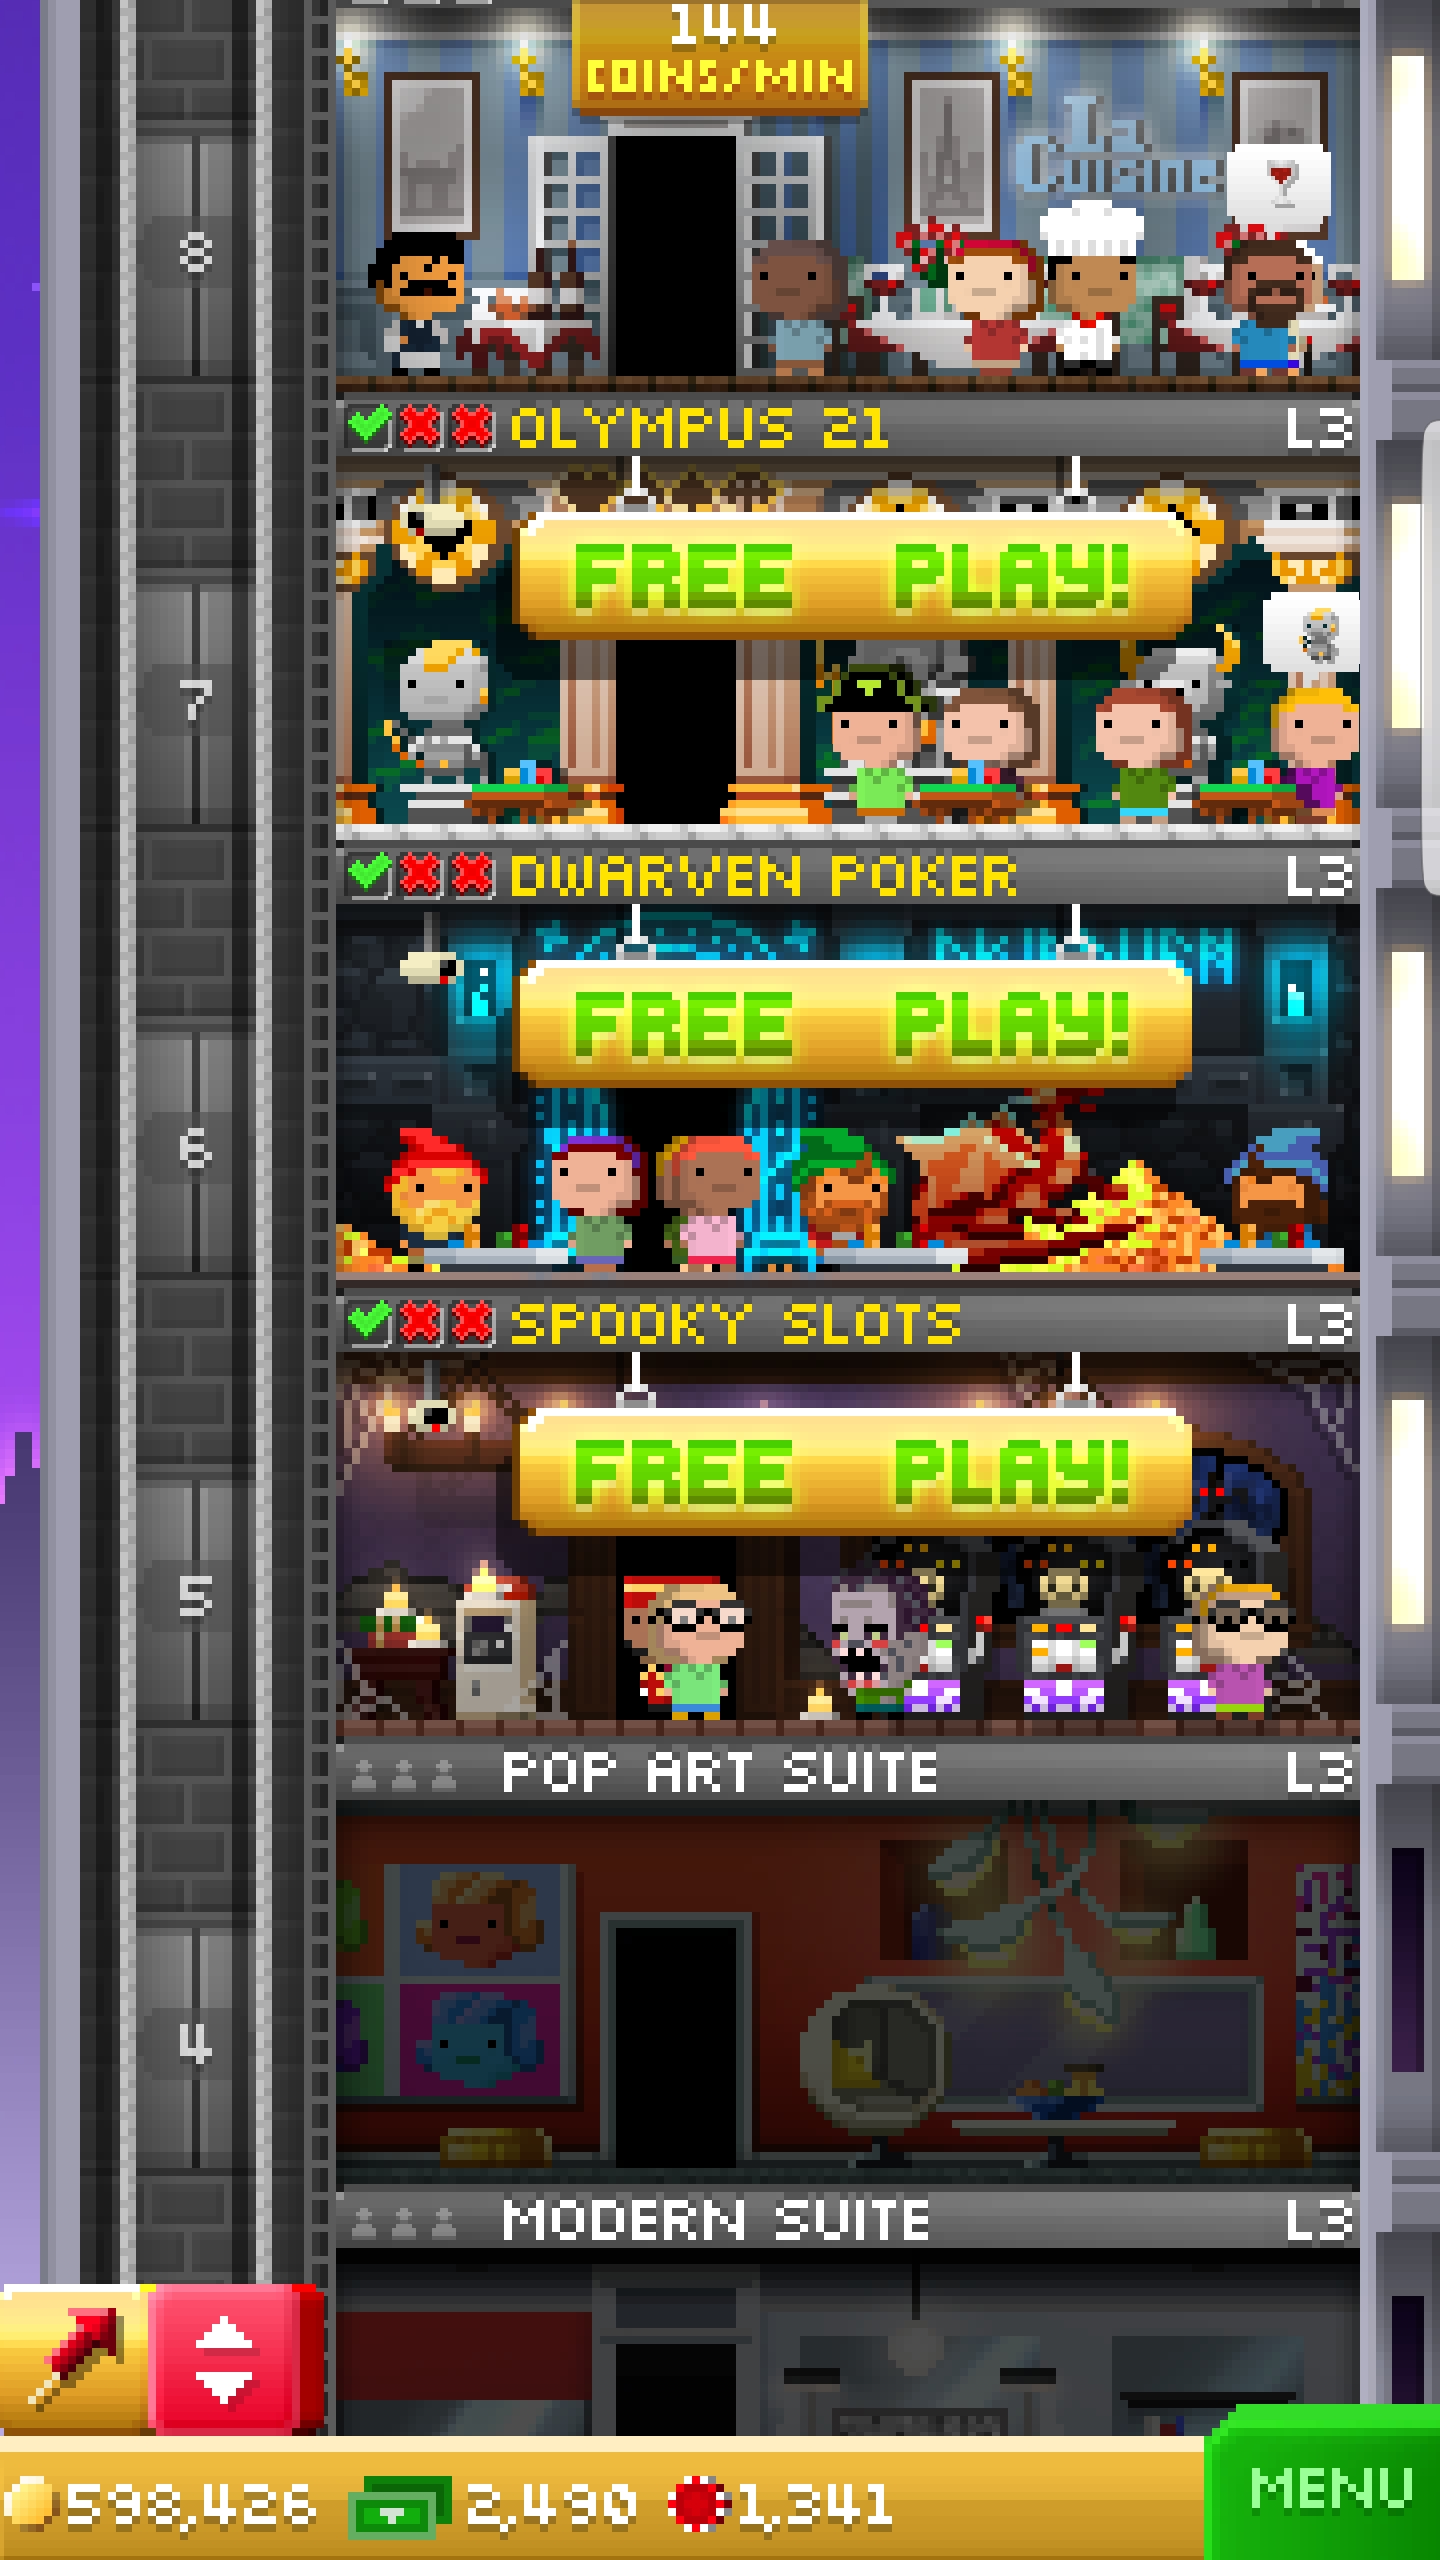 144
COINS/MIN
La
Cuisine
8
OLYMPUS 21 L3
FREE PLAY!
7
DWARVEN POKER L3
FREE PLAY!
6
SPOOKY SLOTS L3
FREE PLAY!
5
POP ART SUITE L3
4
MODERN SUITE L3
598,426 2,490 1,341
MENU